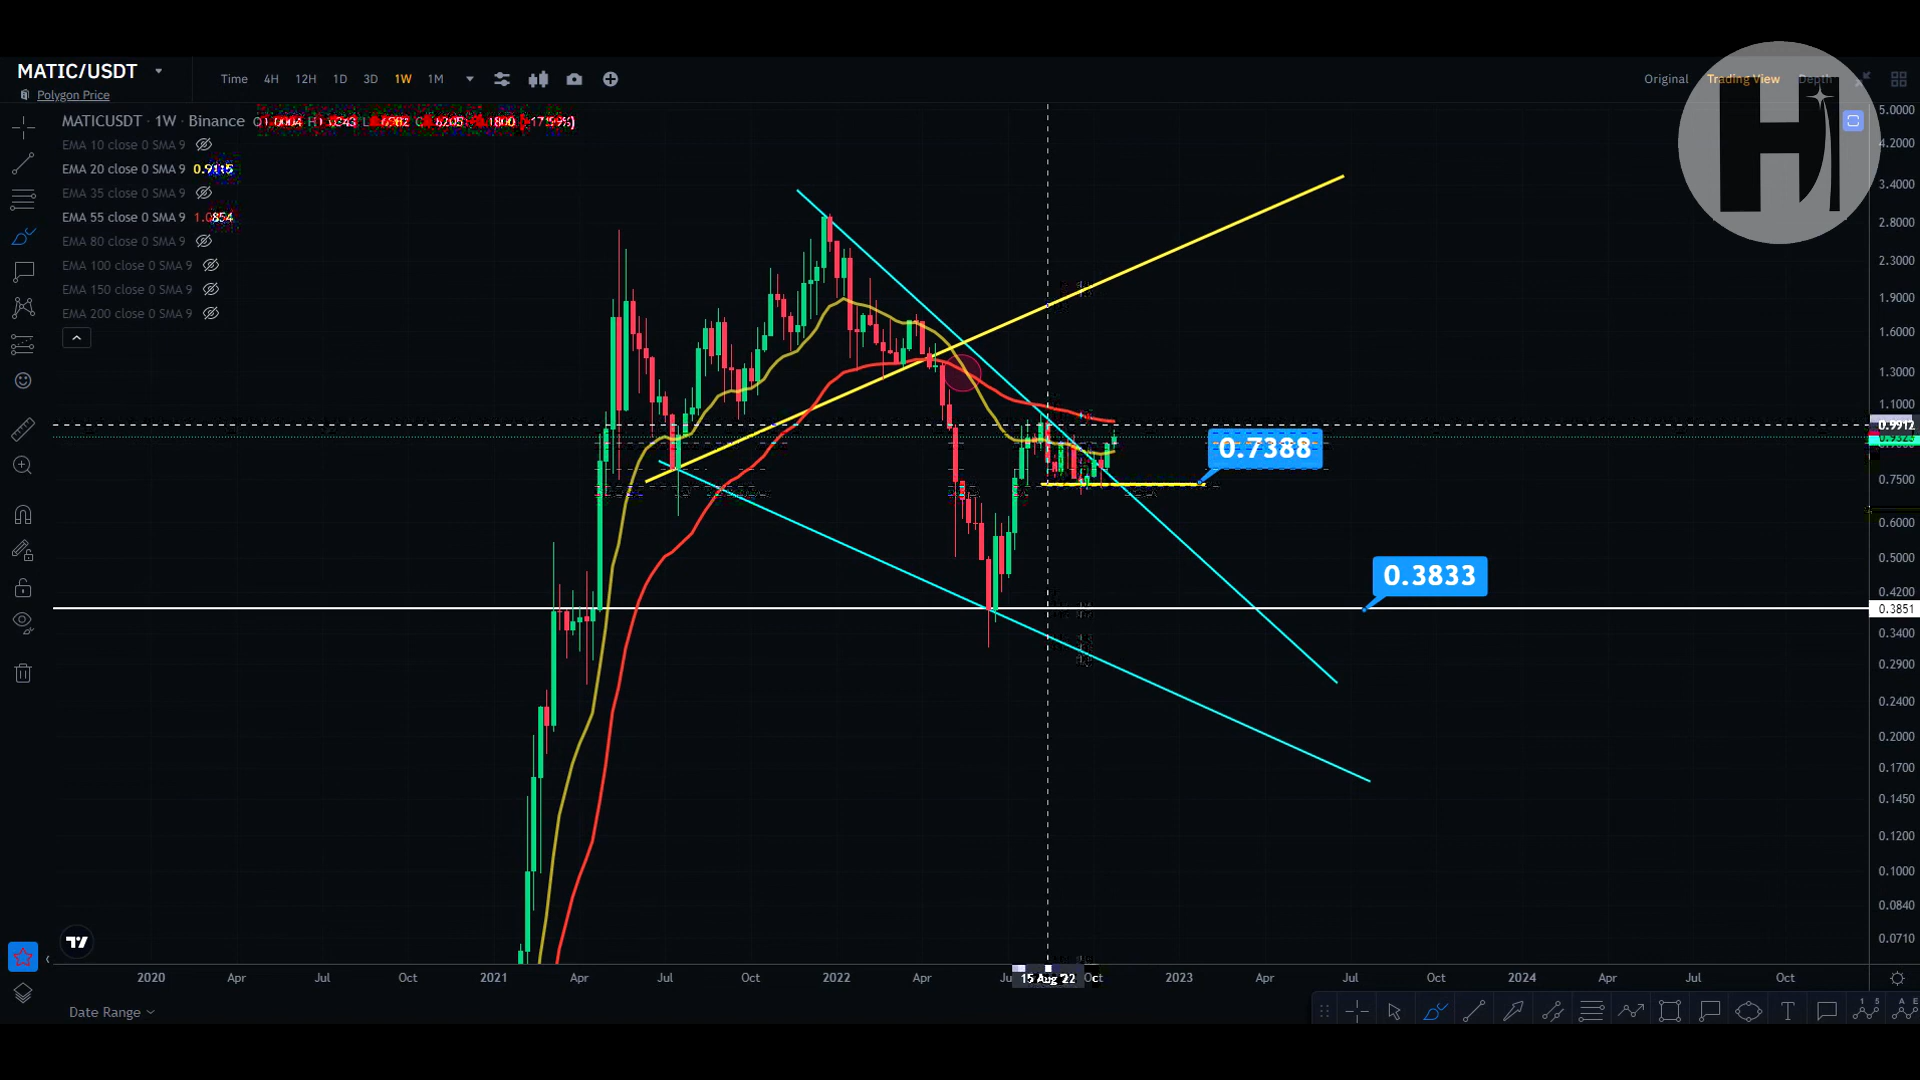 MATIC/USDT
Time 4H 12H 1D 3D 1W 1M
Original Trading View Depth
Polygon Price
MATICUSDT · 1W · Binance
EMA 10 close 0 SMA 9
EMA 20 close 0 SMA 9
EMA 35 close 0 SMA 9
EMA 55 close 0 SMA 9
EMA 80 close 0 SMA 9
EMA 100 close 0 SMA 9
EMA 150 close 0 SMA 9
EMA 200 close 0 SMA 9
H
5.0000
4.2000
3.4000
2.8000
2.3000
1.9000
1.6000
1.3000
1.1000
0.9912
0.7388
0.7500
0.6000
0.5000
0.3833
0.4200
0.3851
0.3400
0.2900
0.2400
0.2000
0.1700
0.1450
0.1200
0.1000
0.0840
0.0710
2020 Apr Jul Oct 2021 Apr Jul Oct 2022 Apr 15 Aug '22 2023 Apr Jul Oct 2024 Apr Jul Oct
Date Range